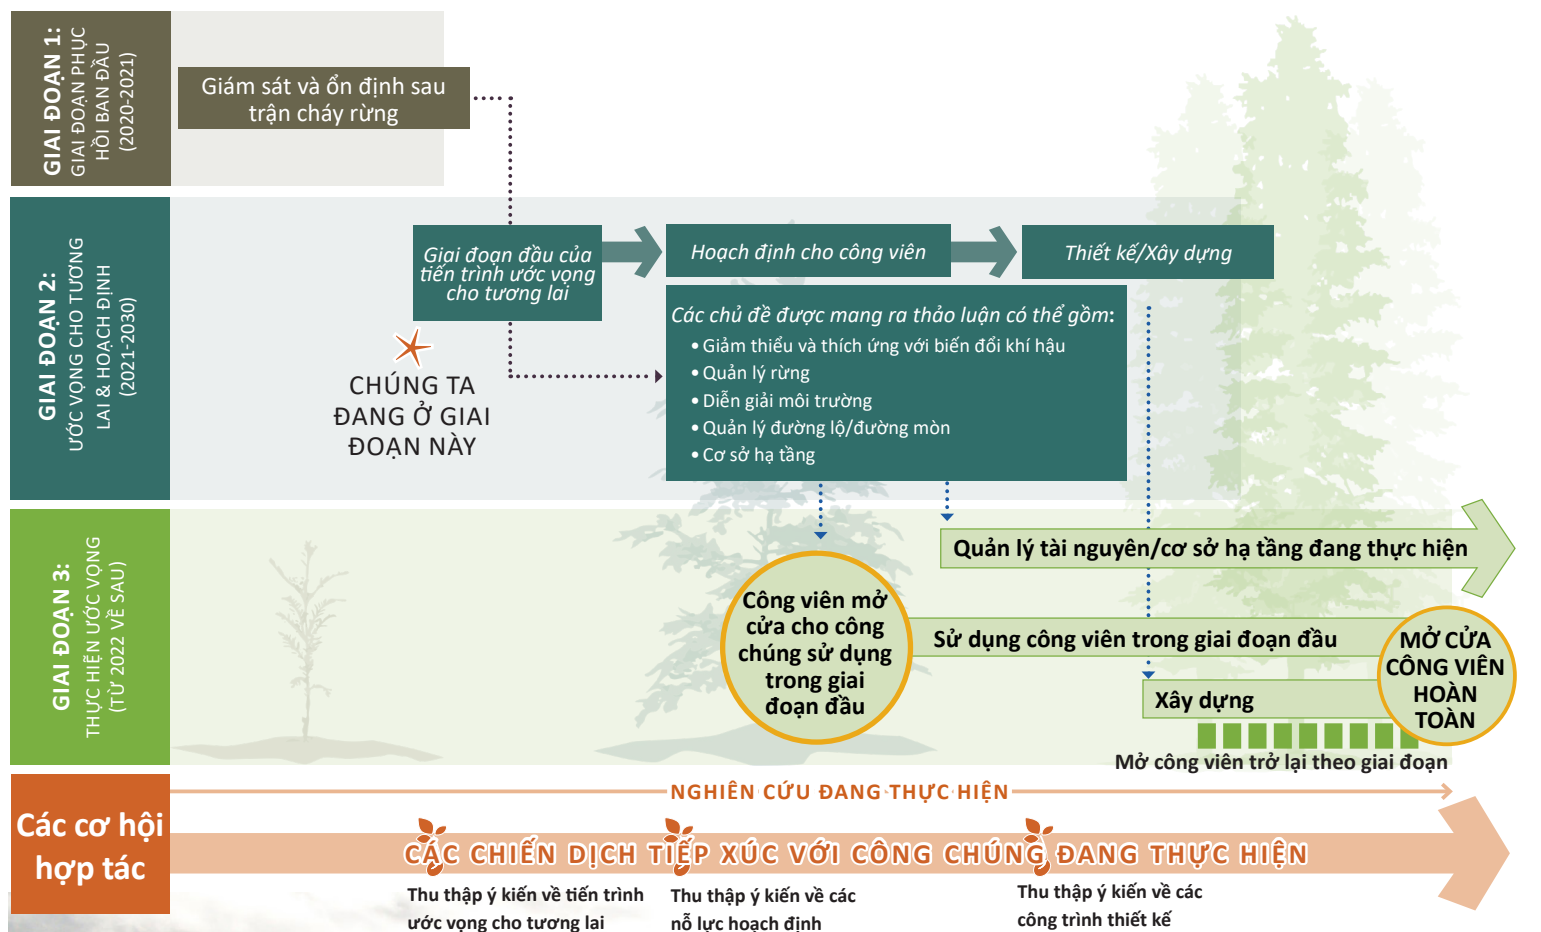 GIAI ĐOẠN 1:
GIAI ĐOẠN PHỤC
HỒI BAN ĐẦU
(2020-2021)
Giám sát và ổn định sau
trận cháy rừng
GIAI ĐOẠN 2:
ƯỚC VỌNG CHO TƯƠNG
LAI & HOẠCH ĐỊNH
(2021-2030)
Giai đoạn đầu của
tiến trình ước vọng
cho tương lai
Hoạch định cho công viên
Thiết kế/Xây dựng
CHÚNG TA
ĐANG Ở GIAI
ĐOẠN NÀY
Các chủ đề được mang ra thảo luận có thể gồm:
• Giảm thiểu và thích ứng với biến đổi khí hậu
• Quản lý rừng
• Diễn giải môi trường
• Quản lý đường lộ/đường mòn
• Cơ sở hạ tầng
GIAI ĐOẠN 3:
THỰC HIỆN ƯỚC VỌNG
(TỪ 2022 VỀ SAU)
Quản lý tài nguyên/cơ sở hạ tầng đang thực hiện
Công viên mở
cửa cho công
chúng sử dụng
trong giai
đoạn đầu
Sử dụng công viên trong giai đoạn đầu
Xây dựng
MỞ CỬA
CÔNG VIÊN
HOÀN
TOÀN
Mở công viên trở lại theo giai đoạn
Các cơ hội
hợp tác
NGHIÊN CỨU ĐANG THỰC HIỆN
CÁC CHIẾN DỊCH TIẾP XÚC VỚI CÔNG CHÚNG ĐANG THỰC HIỆN
Thu thập ý kiến về tiến trình
ước vọng cho tương lai
Thu thập ý kiến về các
nỗ lực hoạch định
Thu thập ý kiến về các
công trình thiết kế